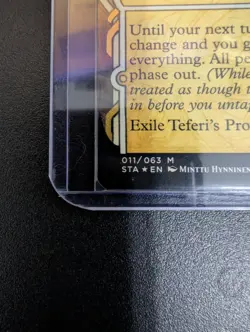 Until your next tu
change and you g
everything. All pe
phase out. (While
treated as though t
in before you untap
Exile Teferi's Pro
011/063 M
STA ★ EN MINTTU HYNNINEN